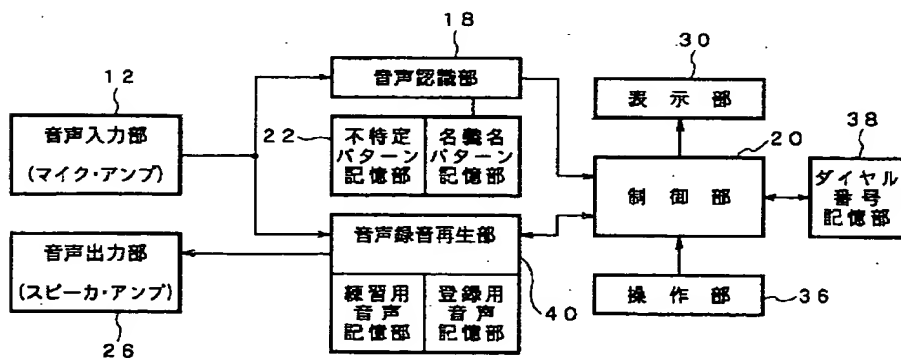 18
音声認識部
30
表示部
12
音声入力部
(マイク・アンプ)
22
不特定
パターン
記憶部
名義名
パターン
記憶部
20
制御部
38
ダイヤル
番号
記憶部
音声録音再生部
音声出力部
(スピーカ・アンプ)
26
練習用
音声
記憶部
登録用
音声
記憶部
40
操作部
36